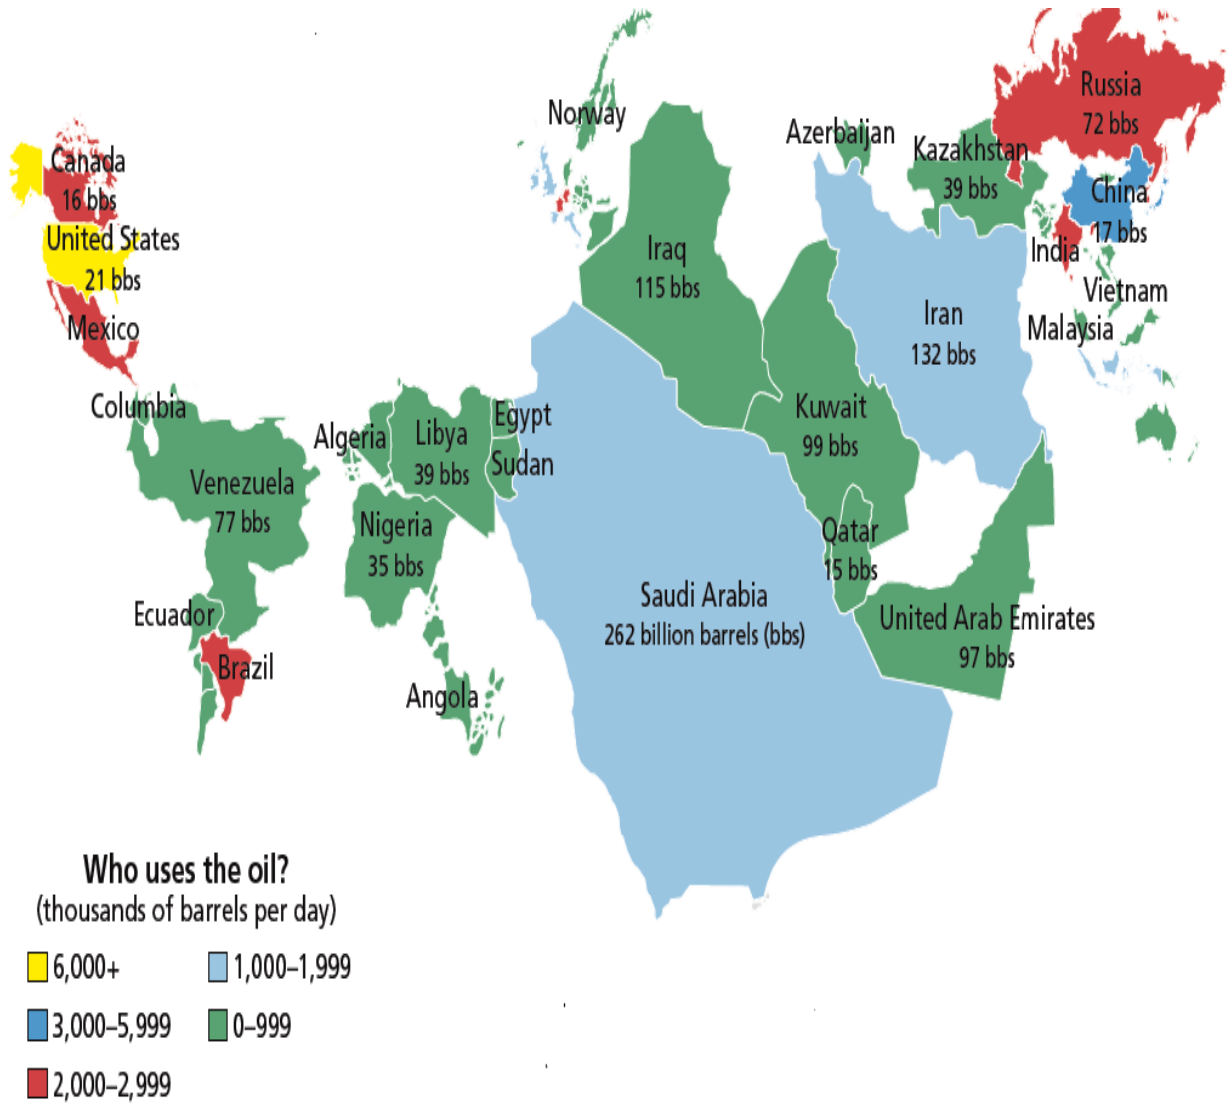 Norway
Russia
72 bbs
Azerbaijan
Kazakhstan
39 bbs
Canada
16 bbs
China
17 bbs
United States
21 bbs
Iraq
115 bbs
India
Vietnam
Iran
132 bbs
Mexico
Malaysia
Columbia
Algeria
Libya
39 bbs
Egypt
Sudan
Kuwait
99 bbs
Venezuela
77 bbs
Nigeria
35 bbs
Qatar
15 bbs
Saudi Arabia
262 billion barrels (bbs)
Ecuador
United Arab Emirates
97 bbs
Brazil
Angola
Who uses the oil?
(thousands of barrels per day)
6,000+
1,000–1,999
3,000–5,999
0–999
2,000–2,999